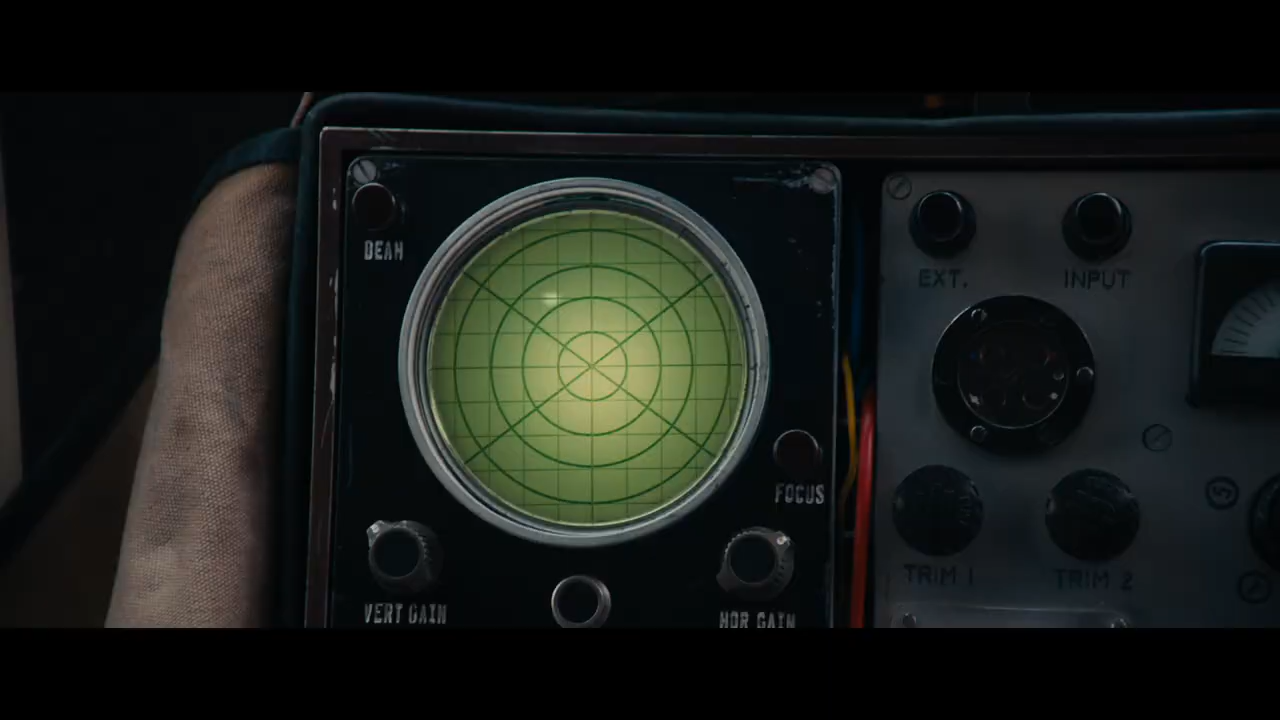 BEAM
EXT.
INPUT
FOCUS
TRIM 1
TRIM 2
VERT GAIN
HOR GAIN